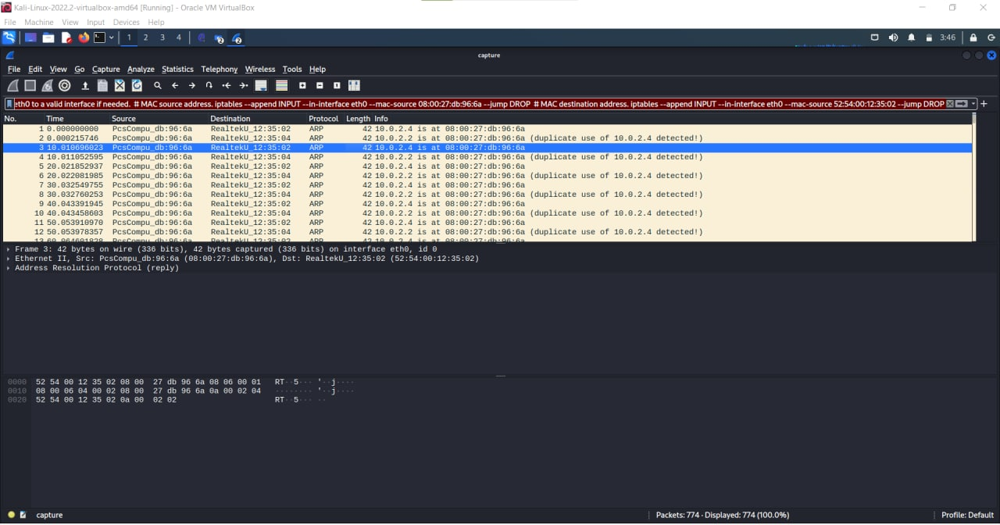 Kali-Linux-2022.2-virtualbox-amd64 [Running] - Oracle VM VirtualBox
File Machine View Input Devices Help
1 2 3 4 2 2 3:46
capture
File Edit View Go Capture Analyze Statistics Telephony Wireless Tools Help
eth0 to a valid interface if needed. # MAC source address. iptables --append INPUT --in-interface eth0 --mac-source 08:00:27:db:96:6a --jump DROP # MAC destination address. iptables --append INPUT --in-interface eth0 --mac-source 52:54:00:12:35:02 --jump DROP
No. Time Source Destination Protocol Length Info
1 0.000000000 PcsCompu_db:96:6a RealtekU_12:35:02 ARP 42 10.0.2.4 is at 08:00:27:db:96:6a
2 0.000215746 PcsCompu_db:96:6a RealtekU_12:35:04 ARP 42 10.0.2.2 is at 08:00:27:db:96:6a (duplicate use of 10.0.2.4 detected!)
3 10.010696023 PcsCompu_db:96:6a RealtekU_12:35:02 ARP 42 10.0.2.4 is at 08:00:27:db:96:6a
4 10.011052595 PcsCompu_db:96:6a RealtekU_12:35:04 ARP 42 10.0.2.2 is at 08:00:27:db:96:6a (duplicate use of 10.0.2.4 detected!)
5 20.021852937 PcsCompu_db:96:6a RealtekU_12:35:02 ARP 42 10.0.2.4 is at 08:00:27:db:96:6a
6 20.022081985 PcsCompu_db:96:6a RealtekU_12:35:04 ARP 42 10.0.2.2 is at 08:00:27:db:96:6a (duplicate use of 10.0.2.4 detected!)
7 30.032549755 PcsCompu_db:96:6a RealtekU_12:35:02 ARP 42 10.0.2.4 is at 08:00:27:db:96:6a
8 30.032760253 PcsCompu_db:96:6a RealtekU_12:35:04 ARP 42 10.0.2.2 is at 08:00:27:db:96:6a (duplicate use of 10.0.2.4 detected!)
9 40.043391945 PcsCompu_db:96:6a RealtekU_12:35:02 ARP 42 10.0.2.4 is at 08:00:27:db:96:6a
10 40.043458603 PcsCompu_db:96:6a RealtekU_12:35:04 ARP 42 10.0.2.2 is at 08:00:27:db:96:6a (duplicate use of 10.0.2.4 detected!)
11 50.053910970 PcsCompu_db:96:6a RealtekU_12:35:02 ARP 42 10.0.2.4 is at 08:00:27:db:96:6a
12 50.053978357 PcsCompu_db:96:6a RealtekU_12:35:04 ARP 42 10.0.2.2 is at 08:00:27:db:96:6a (duplicate use of 10.0.2.4 detected!)
Frame 3: 42 bytes on wire (336 bits), 42 bytes captured (336 bits) on interface eth0, id 0
Ethernet II, Src: PcsCompu_db:96:6a (08:00:27:db:96:6a), Dst: RealtekU_12:35:02 (52:54:00:12:35:02)
Address Resolution Protocol (reply)
0000 52 54 00 12 35 02 08 00 27 db 96 6a 08 06 00 01 RT··5··· '··j····
0010 08 00 06 04 00 02 08 00 27 db 96 6a 0a 00 02 04 ········ '··j····
0020 52 54 00 12 35 02 0a 00 02 02 RT··5··· ··
capture Packets: 774 · Displayed: 774 (100.0%) Profile: Default